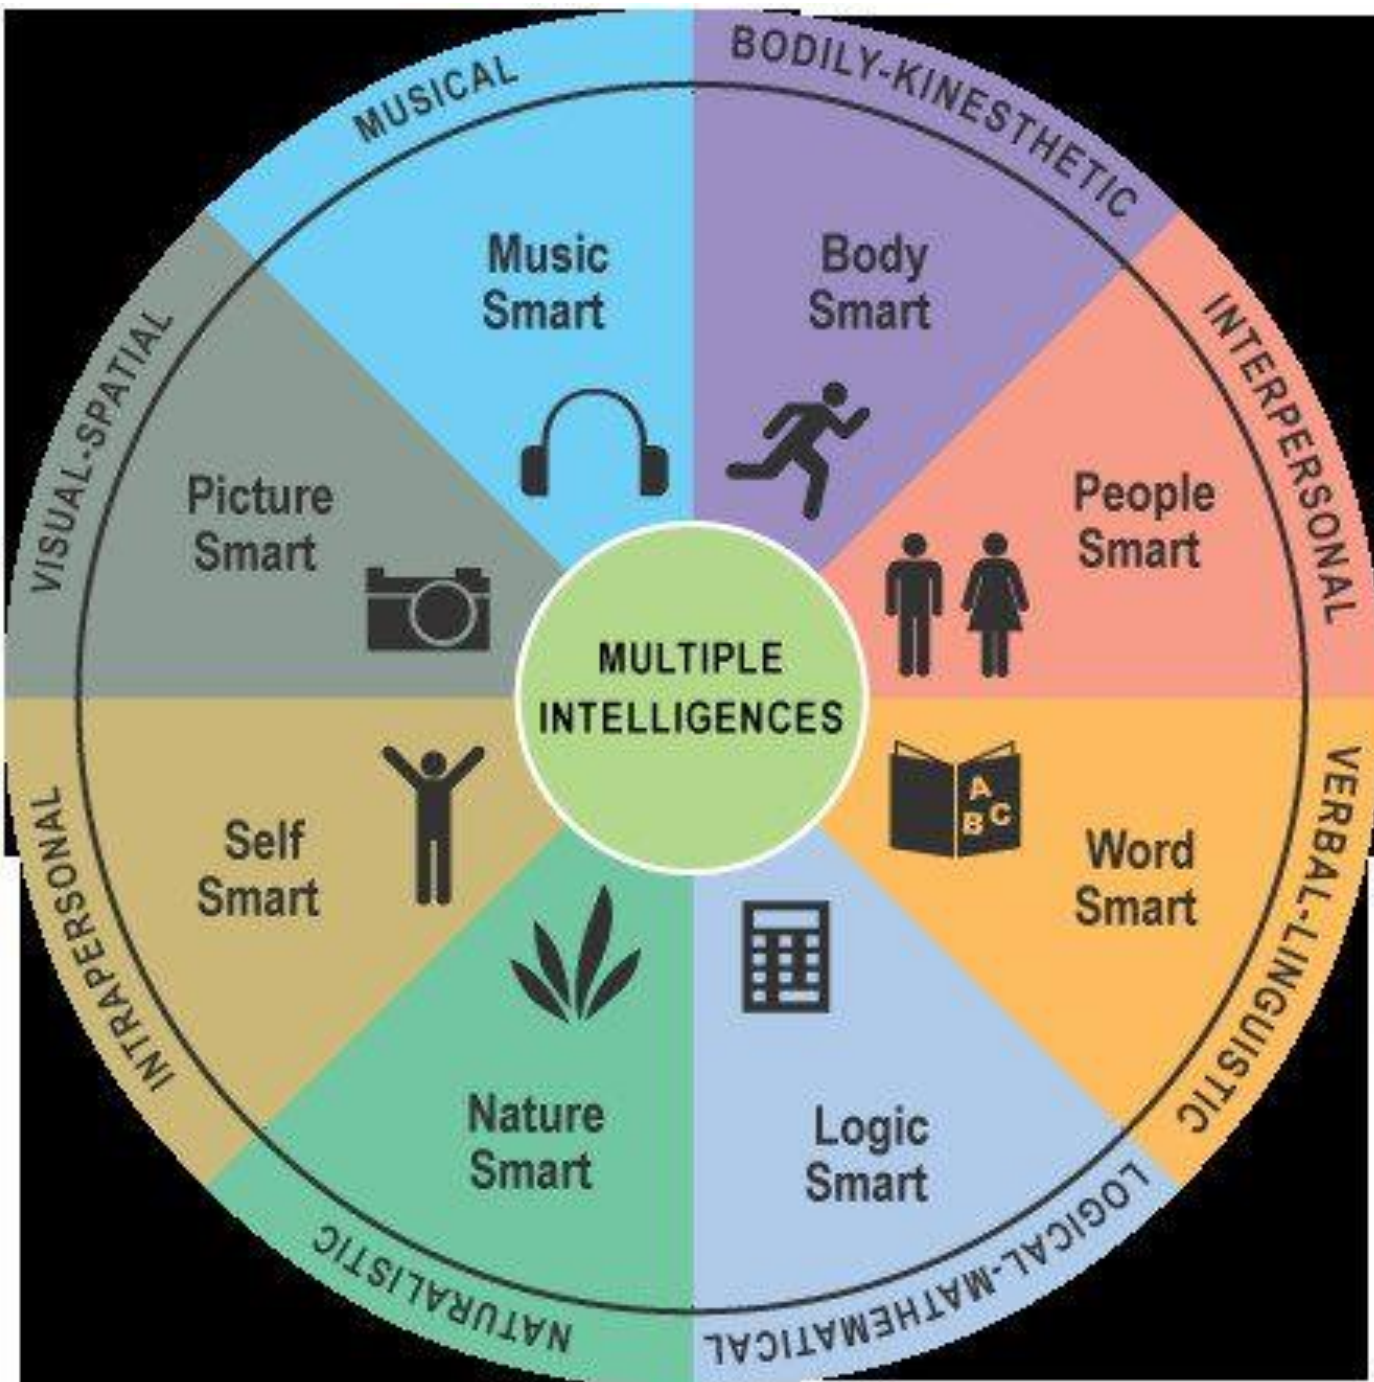 MUSICAL
BODILY-KINESTHETIC
INTERPERSONAL
VERBAL-LINGUISTIC
LOGICAL-MATHEMATICAL
NATURALISTIC
INTRAPERSONAL
VISUAL-SPATIAL
Music
Smart
Body
Smart
People
Smart
Word
Smart
A
B C
Logic
Smart
Nature
Smart
Self
Smart
Picture
Smart
MULTIPLE
INTELLIGENCES